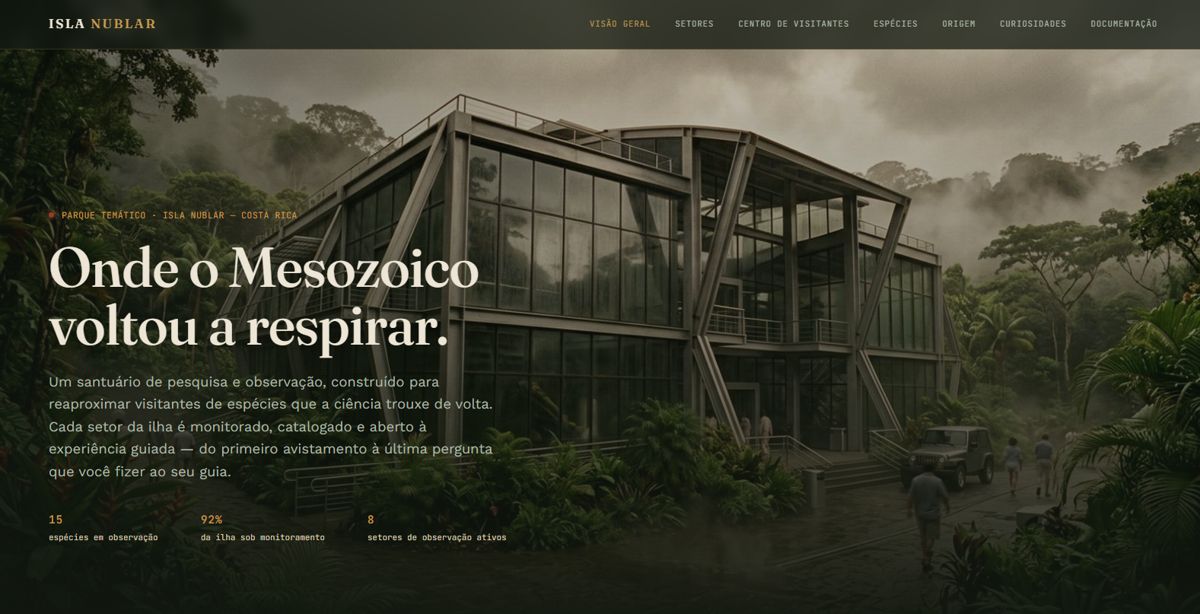 ISLA NUBLAR
VISÃO GERAL
SETORES
CENTRO DE VISITANTES
ESPÉCIES
ORIGEM
CURIOSIDADES
DOCUMENTAÇÃO
PARQUE TEMÁTICO · ISLA NUBLAR — COSTA RICA
Onde o Mesozoico
voltou a respirar.
Um santuário de pesquisa e observação, construído para
reaproximar visitantes de espécies que a ciência trouxe de volta.
Cada setor da ilha é monitorado, catalogado e aberto à
experiência guiada — do primeiro avistamento à última pergunta
que você fizer ao seu guia.
15
espécies em observação
92%
da ilha sob monitoramento
8
setores de observação ativos